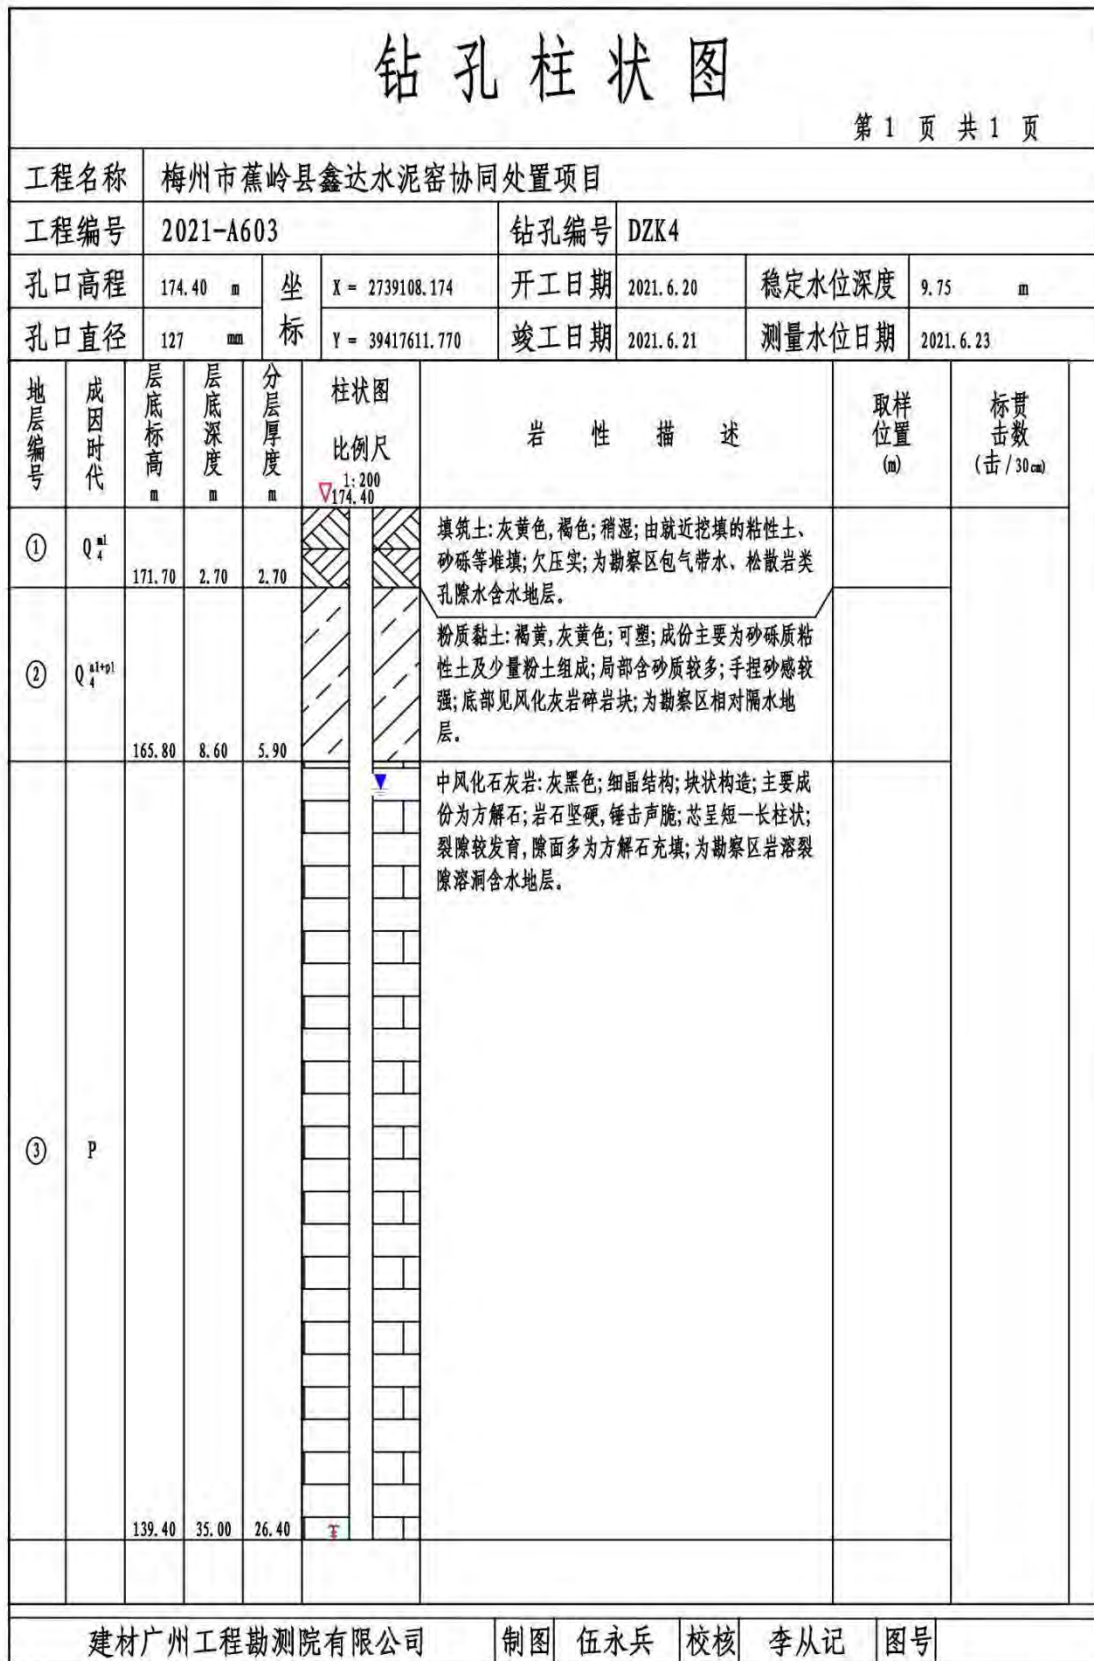 钻孔柱状图
第 1 页 共 1 页
工程名称 梅州市蕉岭县鑫达水泥窑协同处置项目
工程编号 2021-A603 钻孔编号 DZK4
孔口高程 174.40 m 坐标 X = 2739108.174 开工日期 2021.6.20 稳定水位深度 9.75 m
孔口直径 127 mm Y = 39417611.770 竣工日期 2021.6.21 测量水位日期 2021.6.23
地层编号 成因时代 层底标高 m 层底深度 m 分层厚度 m 柱状图 比例尺 1:200 岩性描述 取样位置 (m) 标贯击数 (击/30cm)
174.40
① Q4ml 171.70 2.70 2.70
填筑土:灰黄色,褐色;稍湿;由就近挖填的粘性土、
砂砾等堆填;欠压实;为勘察区包气带水、松散岩类
孔隙水含水地层。
② Q4al+pl 165.80 8.60 5.90
粉质黏土:褐黄,灰黄色;可塑;成份主要为砂砾质粘
性土及少量粉土组成;局部含砂质较多;手捏砂感较
强;底部见风化灰岩碎岩块;为勘察区相对隔水地
层。
③ P 139.40 35.00 26.40
中风化石灰岩:灰黑色;细晶结构;块状构造;主要成
份为方解石;岩石坚硬,锤击声脆;芯呈短—长柱状;
裂隙较发育,隙面多为方解石充填;为勘察区岩溶裂
隙溶洞含水地层。
建材广州工程勘测院有限公司 制图 伍永兵 校核 李从记 图号